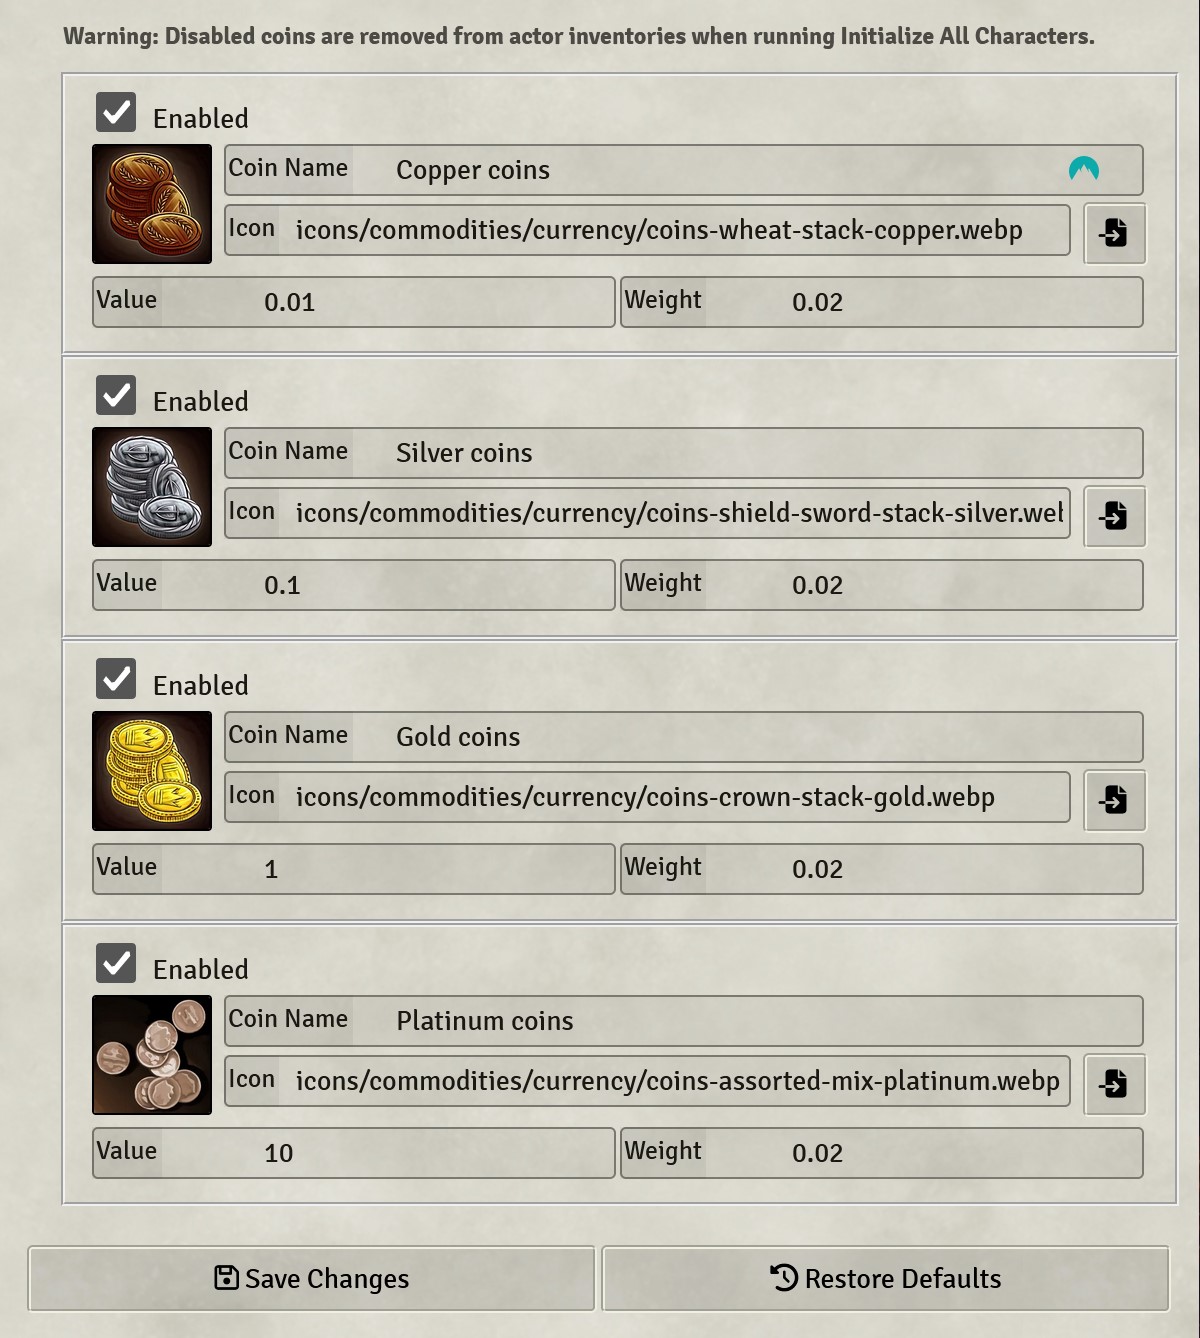 Warning: Disabled coins are removed from actor inventories when running Initialize All Characters.
Enabled
Coin Name Copper coins
Icon icons/commodities/currency/coins-wheat-stack-copper.webp
Value 0.01 Weight 0.02
Enabled
Coin Name Silver coins
Icon icons/commodities/currency/coins-shield-sword-stack-silver.we
Value 0.1 Weight 0.02
Enabled
Coin Name Gold coins
Icon icons/commodities/currency/coins-crown-stack-gold.webp
Value 1 Weight 0.02
Enabled
Coin Name Platinum coins
Icon icons/commodities/currency/coins-assorted-mix-platinum.webp
Value 10 Weight 0.02
Save Changes Restore Defaults